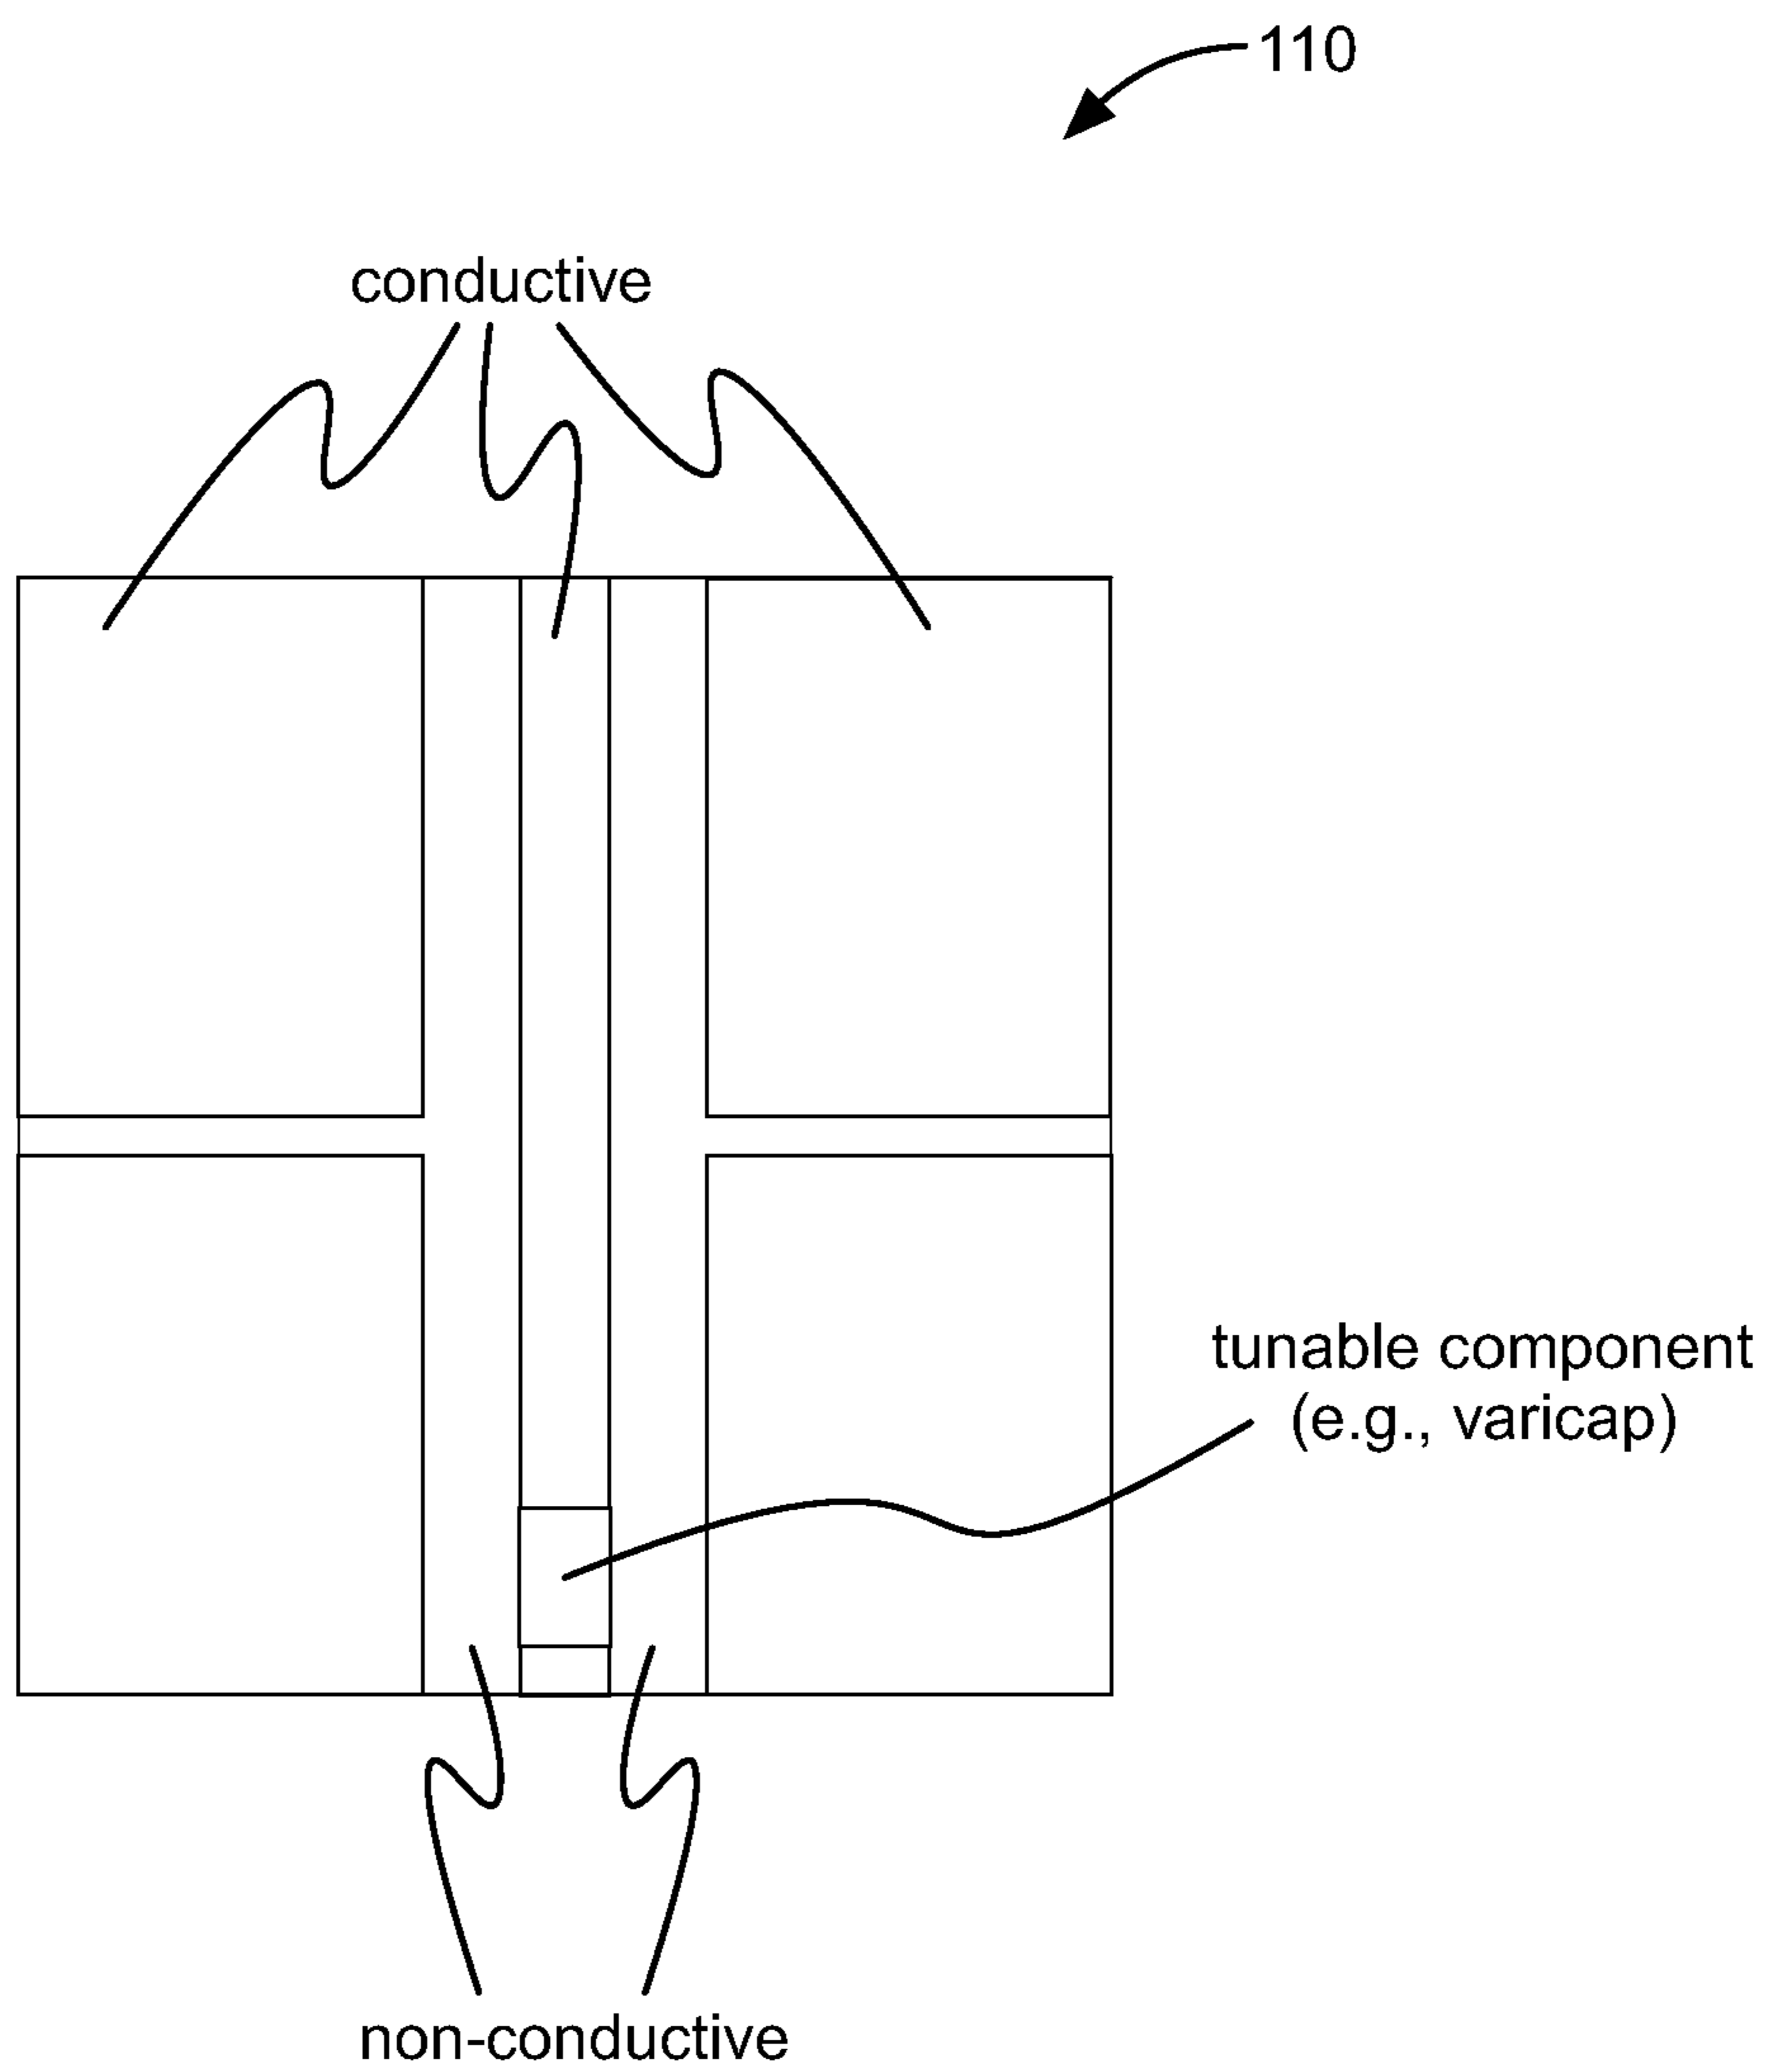 110
conductive
tunable component
(e.g., varicap)
non-conductive